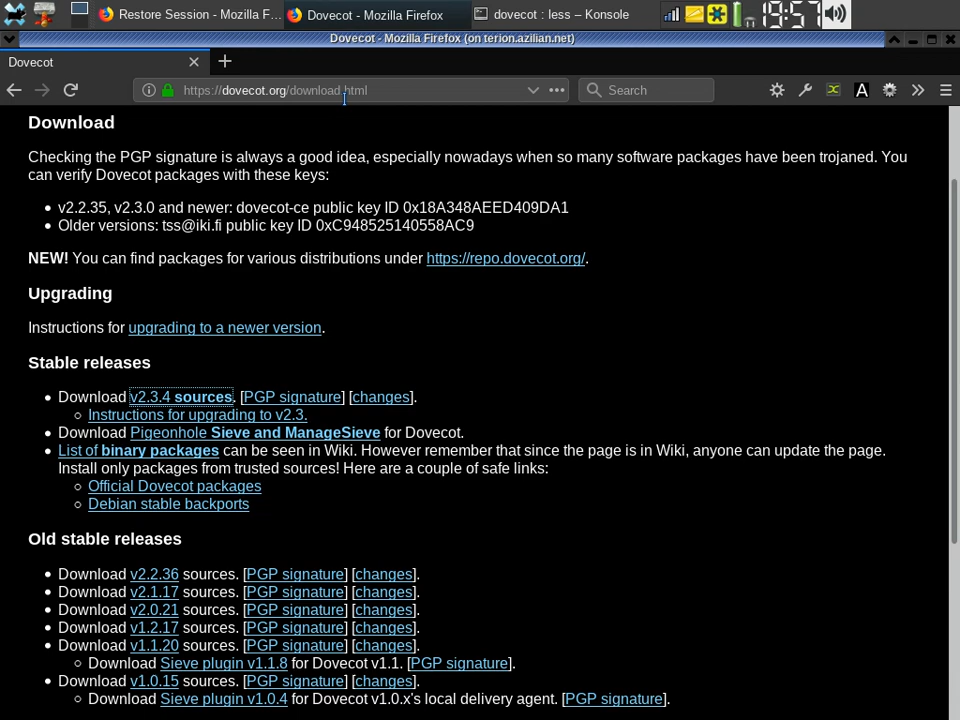 Restore Session - Mozilla F...
Dovecot - Mozilla Firefox
dovecot : less – Konsole
19:57
Dovecot - Mozilla Firefox (on terion.azilian.net)
Dovecot
https://dovecot.org/download.html
Search
Download
Checking the PGP signature is always a good idea, especially nowadays when so many software packages have been trojaned. You
can verify Dovecot packages with these keys:
v2.2.35, v2.3.0 and newer: dovecot-ce public key ID 0x18A348AEED409DA1
Older versions: tss@iki.fi public key ID 0xC948525140558AC9
NEW! You can find packages for various distributions under https://repo.dovecot.org/.
Upgrading
Instructions for upgrading to a newer version.
Stable releases
Download v2.3.4 sources. [PGP signature] [changes].
Instructions for upgrading to v2.3.
Download Pigeonhole Sieve and ManageSieve for Dovecot.
List of binary packages can be seen in Wiki. However remember that since the page is in Wiki, anyone can update the page.
Install only packages from trusted sources! Here are a couple of safe links:
Official Dovecot packages
Debian stable backports
Old stable releases
Download v2.2.36 sources. [PGP signature] [changes].
Download v2.1.17 sources. [PGP signature] [changes].
Download v2.0.21 sources. [PGP signature] [changes].
Download v1.2.17 sources. [PGP signature] [changes].
Download v1.1.20 sources. [PGP signature] [changes].
Download Sieve plugin v1.1.8 for Dovecot v1.1. [PGP signature].
Download v1.0.15 sources. [PGP signature] [changes].
Download Sieve plugin v1.0.4 for Dovecot v1.0.x's local delivery agent. [PGP signature].